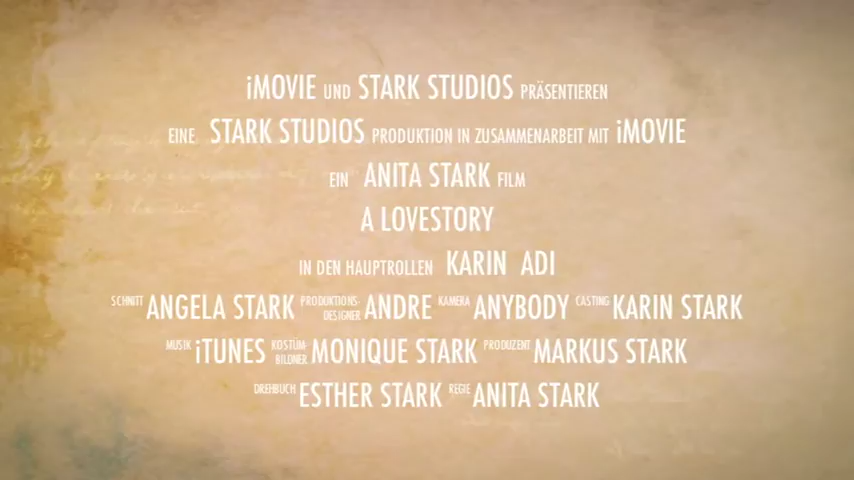 iMOVIE UND STARK STUDIOS PRÄSENTIEREN
EINE STARK STUDIOS PRODUKTION IN ZUSAMMENARBEIT MIT iMOVIE
EIN ANITA STARK FILM
A LOVESTORY
IN DEN HAUPTROLLEN KARIN ADI
SCHNITT ANGELA STARK PRODUKTIONS-DESIGNER ANDRE KAMERA ANYBODY CASTING KARIN STARK
MUSIK iTUNES KOSTÜM-BILDNER MONIQUE STARK PRODUZENT MARKUS STARK
DREHBUCH ESTHER STARK REGIE ANITA STARK